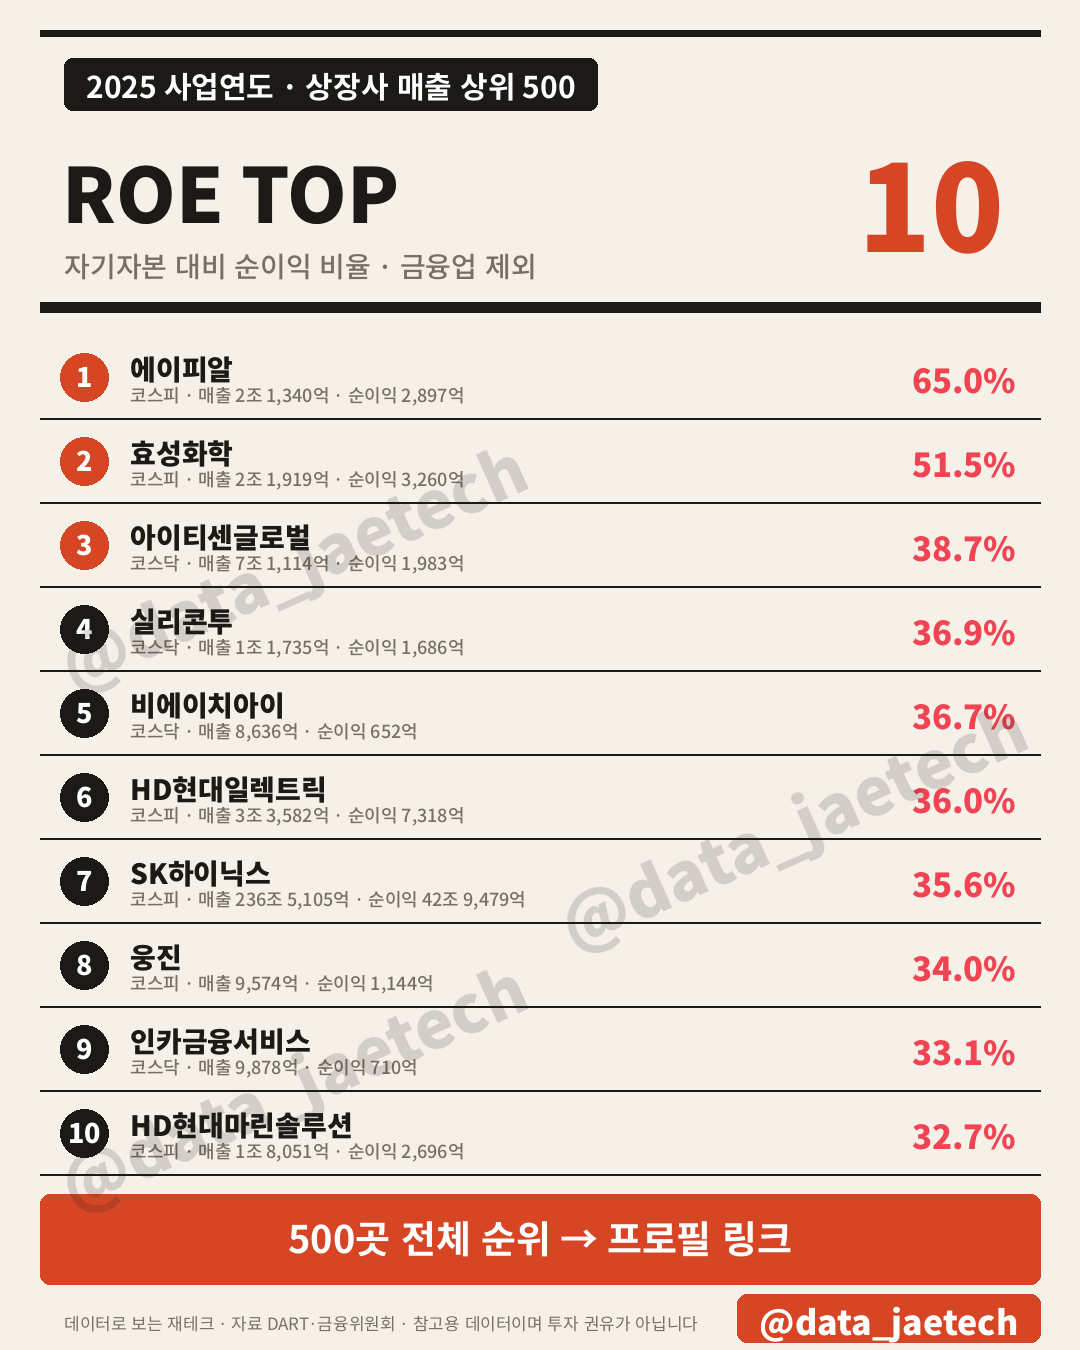 2025 사업연도 · 상장사 매출 상위 500
ROE TOP
10
자기자본 대비 순이익 비율 · 금융업 제외
1
에이피알
코스피 · 매출 2조 1,340억 · 순이익 2,897억
65.0%
2
효성화학
코스피 · 매출 2조 1,919억 · 순이익 3,260억
51.5%
3
아이티센글로벌
코스닥 · 매출 7조 1,114억 · 순이익 1,983억
38.7%
4
실리콘투
코스닥 · 매출 1조 1,735억 · 순이익 1,686억
36.9%
5
비에이치아이
코스닥 · 매출 8,636억 · 순이익 652억
36.7%
6
HD현대일렉트릭
코스피 · 매출 3조 3,582억 · 순이익 7,318억
36.0%
7
SK하이닉스
코스피 · 매출 236조 5,105억 · 순이익 42조 9,479억
35.6%
8
웅진
코스피 · 매출 9,574억 · 순이익 1,144억
34.0%
9
인카금융서비스
코스닥 · 매출 9,878억 · 순이익 710억
33.1%
10
HD현대마린솔루션
코스피 · 매출 1조 8,051억 · 순이익 2,696억
32.7%
@data_jaetech
@data_jaetech
@data_jaetech
500곳 전체 순위 → 프로필 링크
데이터로 보는 재테크 · 자료 DART·금융위원회 · 참고용 데이터이며 투자 권유가 아닙니다
@data_jaetech